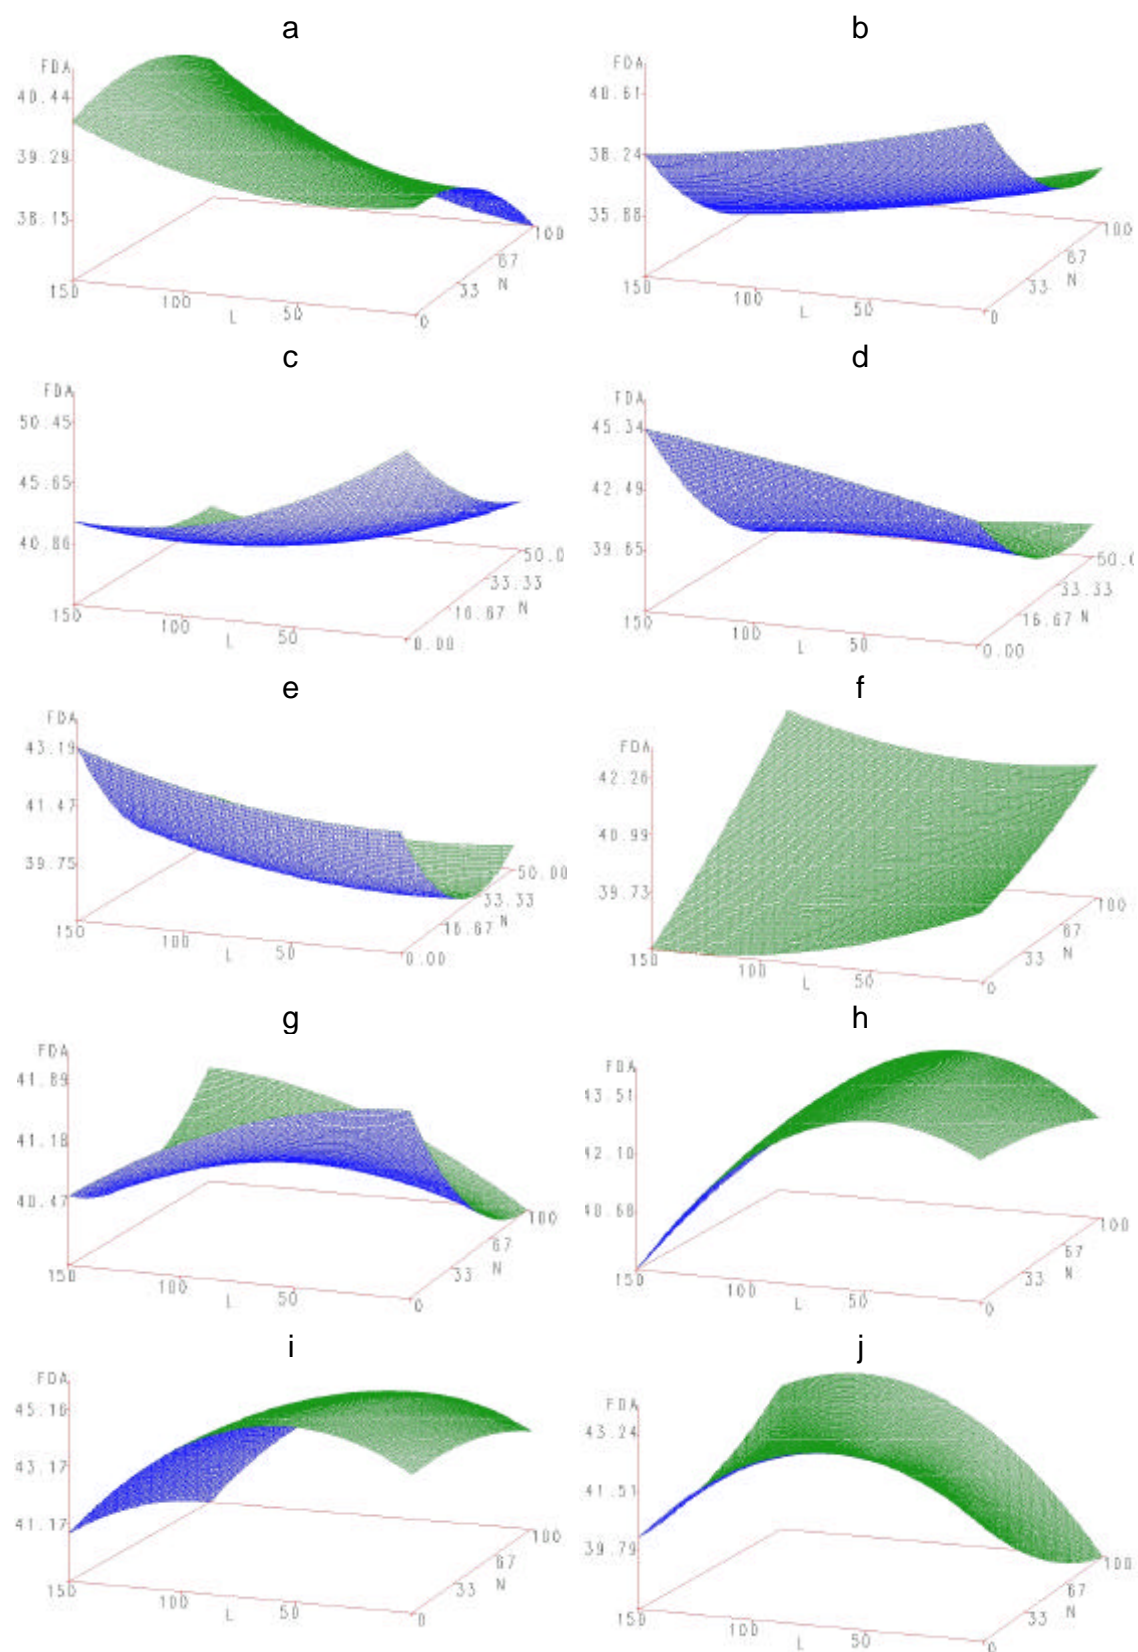 a
FDA
40.44
39.29
38.15
150
100
50
L
0
33
N
67
100
b
FDA
40.61
38.24
35.88
150
100
50
L
0
33
N
67
100
c
FDA
50.45
45.65
40.86
150
100
50
L
0.00
16.67
N
33.33
50.0
d
FDA
45.34
42.49
39.65
150
100
50
L
0.00
16.67
N
33.33
50.0
e
FDA
43.19
41.47
39.75
150
100
50
L
0.00
16.67
N
33.33
50.00
f
FDA
42.26
40.99
39.73
150
100
50
L
0
33
N
67
100
g
FDA
41.89
41.18
40.47
150
100
50
L
0
33
N
67
100
h
FDA
43.51
42.10
40.68
150
100
50
L
0
33
N
67
100
i
FDA
45.16
43.17
41.17
150
100
50
L
0
33
N
67
100
j
FDA
43.24
41.51
39.79
150
100
50
L
0
33
N
67
100